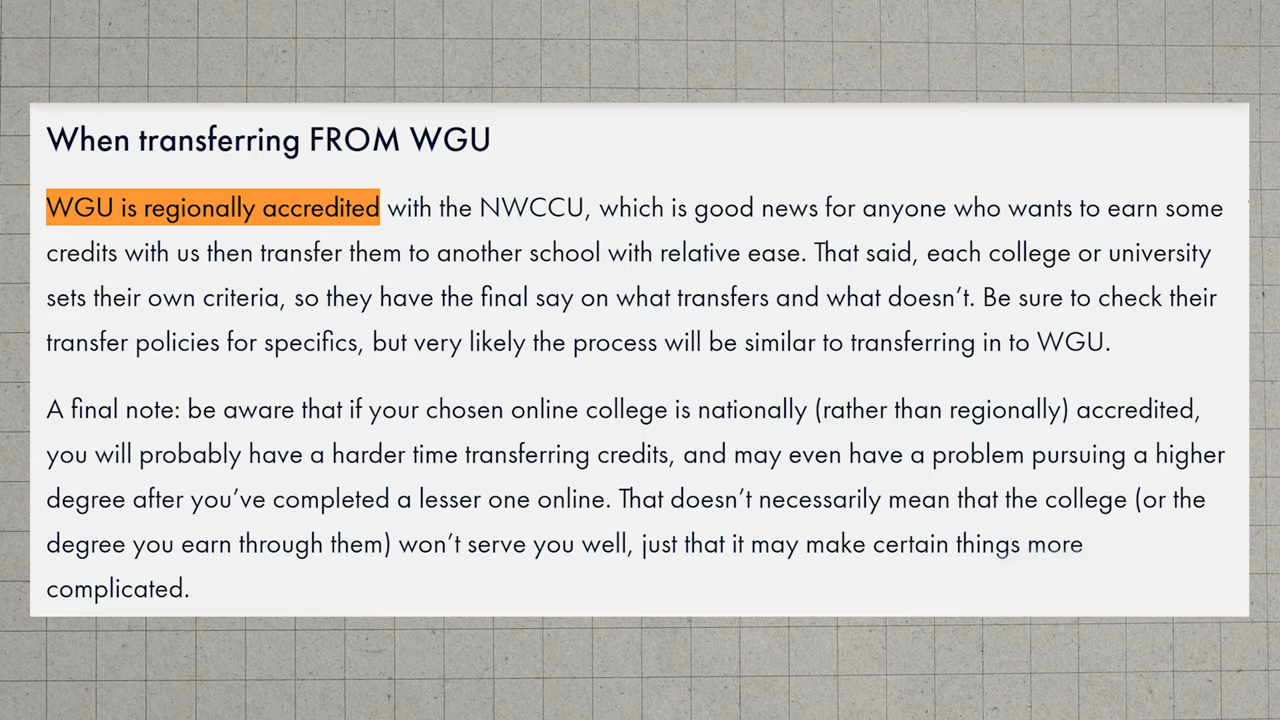 When transferring FROM WGU
WGU is regionally accredited with the NWCCU, which is good news for anyone who wants to earn some
credits with us then transfer them to another school with relative ease. That said, each college or university
sets their own criteria, so they have the final say on what transfers and what doesn’t. Be sure to check their
transfer policies for specifics, but very likely the process will be similar to transferring in to WGU.
A final note: be aware that if your chosen online college is nationally (rather than regionally) accredited,
you will probably have a harder time transferring credits, and may even have a problem pursuing a higher
degree after you’ve completed a lesser one online. That doesn’t necessarily mean that the college (or the
degree you earn through them) won’t serve you well, just that it may make certain things more
complicated.